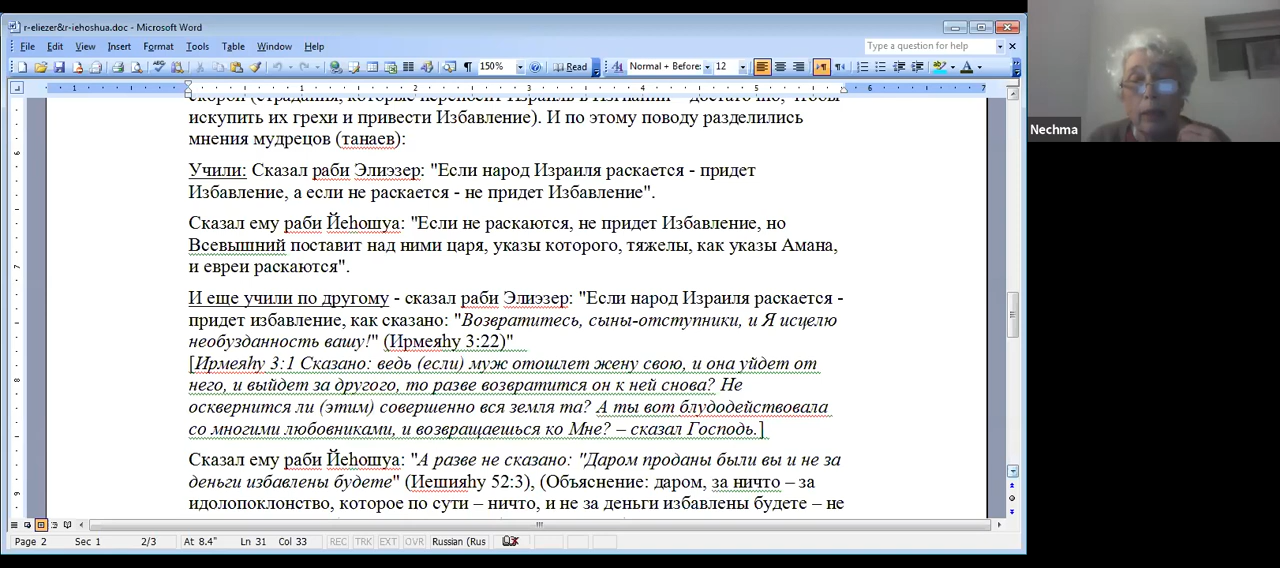 r-eliezer&r-iehoshua.doc - Microsoft Word
File Edit View Insert Format Tools Table Window Help
Type a question for help
150%
Read
Normal + Before:
12
1 1 2 3 4 5 6 7
искупить их грехи и привести Избавление). И по этому поводу разделились
мнения мудрецов (танаев):
Учили: Сказал раби Элиэзер: "Если народ Израиля раскается - придет
Избавление, а если не раскается - не придет Избавление".
Сказал ему раби Йеhошуа: "Если не раскаются, не придет Избавление, но
Всевышний поставит над ними царя, указы которого, тяжелы, как указы Амана,
и евреи раскаются".
И еще учили по другому - сказал раби Элиэзер: "Если народ Израиля раскается -
придет избавление, как сказано: "Возвратитесь, сыны-отступники, и Я исцелю
необузданность вашу!" (Ирмеяhу 3:22)"
[Ирмеяhу 3:1 Сказано: ведь (если) муж отошлет жену свою, и она уйдет от
него, и выйдет за другого, то разве возвратится он к ней снова? Не
осквернится ли (этим) совершенно вся земля та? А ты вот блудодействовала
со многими любовниками, и возвращаешься ко Мне? – сказал Господь.]
Сказал ему раби Йеhошуа: "А разве не сказано: "Даром проданы были вы и не за
деньги избавлены будете" (Иешияhу 52:3), (Объяснение: даром, за ничто – за
идолопоклонство, которое по сути – ничто, и не за деньги избавлены будете – не
Page 2 Sec 1 2/3 At 8.4" Ln 31 Col 33 REC TRK EXT OVR Russian (Rus
Nechma